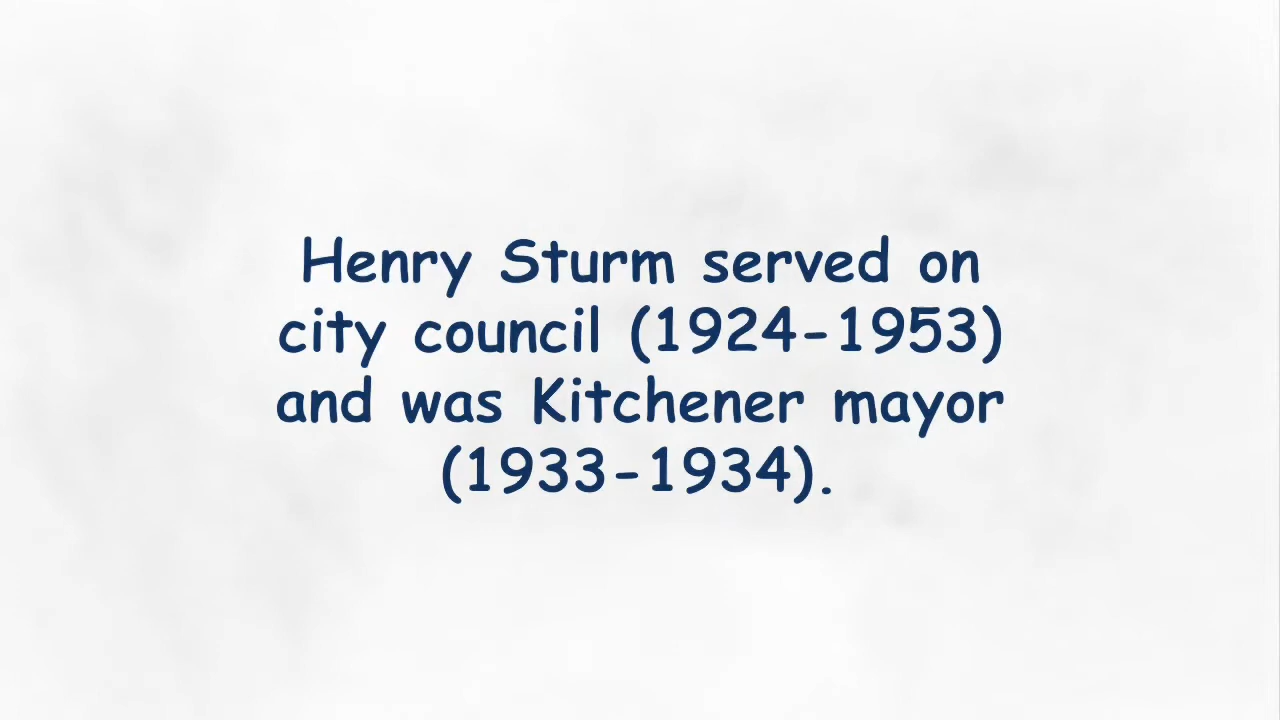 Henry Sturm served on
city council (1924-1953)
and was Kitchener mayor
(1933-1934).